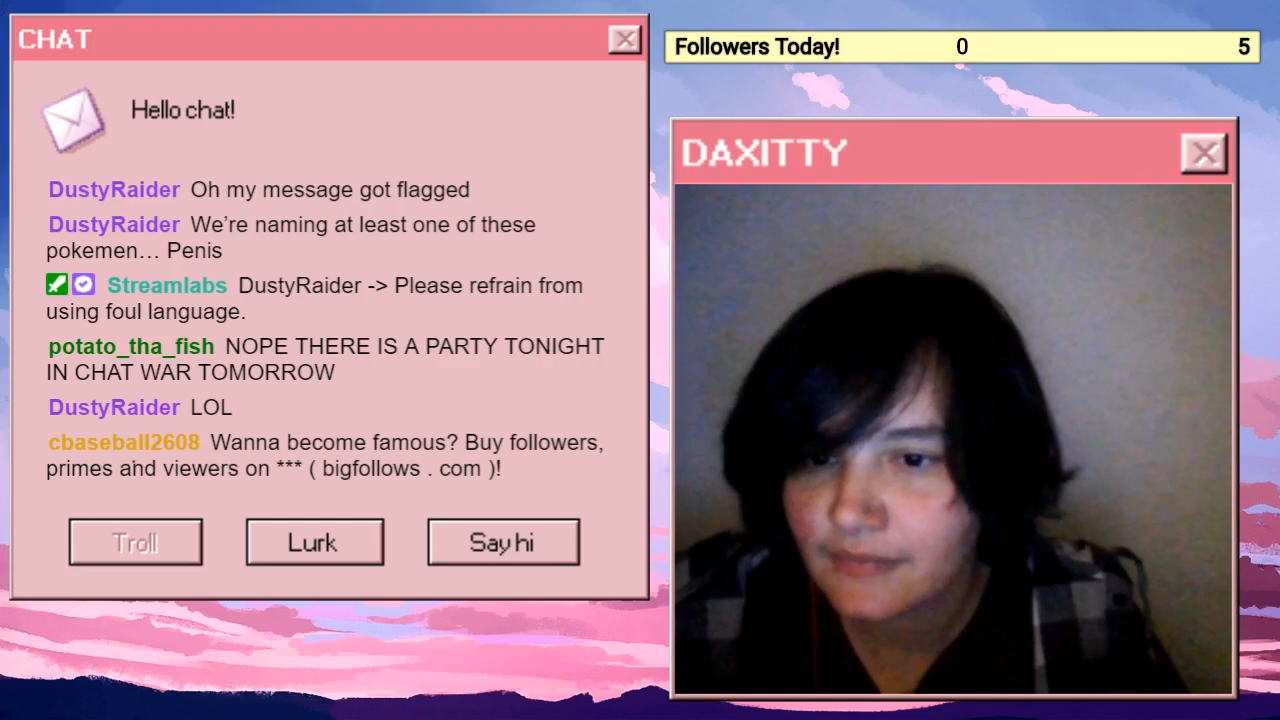 CHAT
Hello chat!
DustyRaider Oh my message got flagged
DustyRaider We’re naming at least one of these
pokemen… Penis
Streamlabs DustyRaider -> Please refrain from
using foul language.
potato_tha_fish NOPE THERE IS A PARTY TONIGHT
IN CHAT WAR TOMORROW
DustyRaider LOL
cbaseball2608 Wanna become famous? Buy followers,
primes and viewers on *** ( bigfollows . com )!
Troll Lurk Say hi
Followers Today! 0 5
DAXITTY